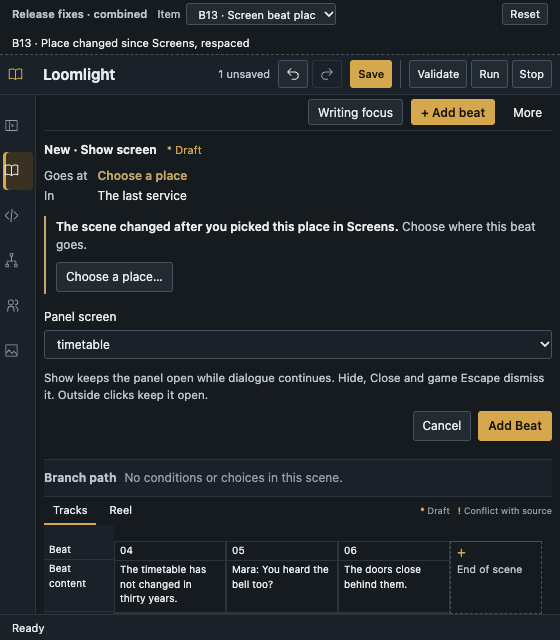 Release fixes · combined Item B13 · Screen beat plac Reset
B13 · Place changed since Screens, respaced
Loomlight 1 unsaved Save Validate Run Stop
Writing focus + Add beat More
New · Show screen * Draft
Goes at Choose a place
In The last service
The scene changed after you picked this place in Screens. Choose where this beat
goes.
Choose a place...
Panel screen
timetable
Show keeps the panel open while dialogue continues. Hide, Close and game Escape dismiss
it. Outside clicks keep it open.
Cancel Add Beat
Branch path No conditions or choices in this scene.
Tracks Reel * Draft ! Conflict with source
Beat 04 05 06 +
End of scene
Beat The timetable has Mara: You heard the The doors close
content not changed in bell too? behind them.
thirty years.
Ready